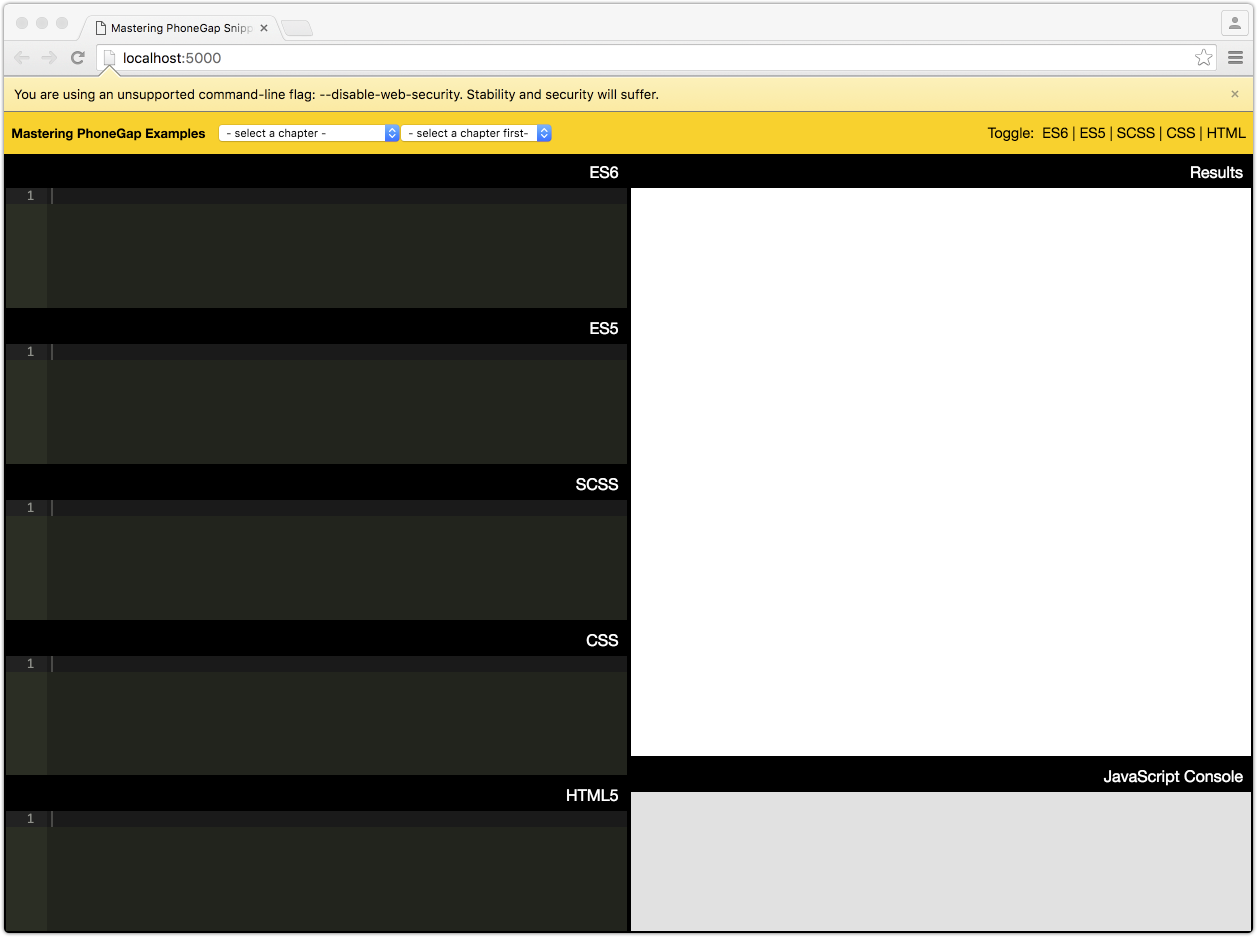 Mastering PhoneGap Snipp
localhost:5000
You are using an unsupported command-line flag: --disable-web-security. Stability and security will suffer.
Mastering PhoneGap Examples - select a chapter - - select a chapter first- Toggle: ES6 | ES5 | SCSS | CSS | HTML
ES6
1
ES5
1
SCSS
1
CSS
1
HTML5
1
Results
JavaScript Console